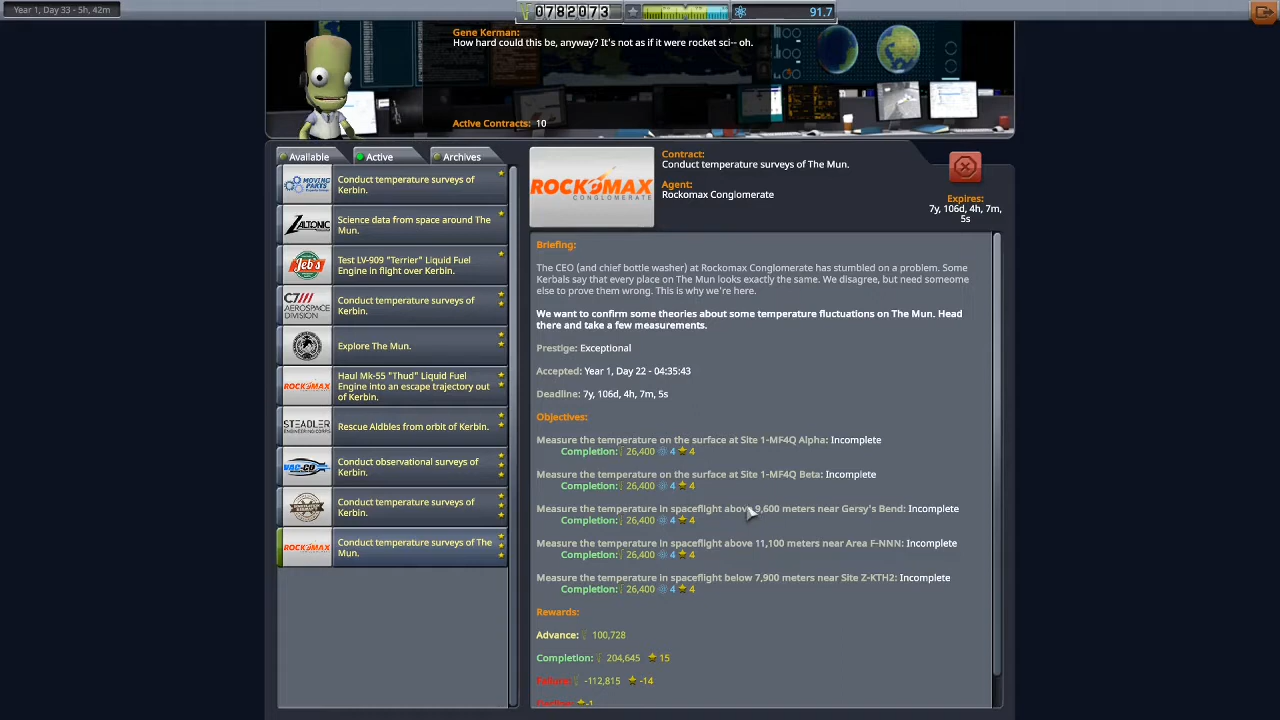 Year 1, Day 33 - 5h, 42m
0782073
91.7
Gene Kerman:
How hard could this be, anyway? It's not as if it were rocket sci-- oh.
Active Contracts: 10
Available
Active
Archives
Conduct temperature surveys of
Kerbin.
Science data from space around The
Mun.
Test LV-909 "Terrier" Liquid Fuel
Engine in flight over Kerbin.
C7
AEROSPACE
DIVISION
Conduct temperature surveys of
Kerbin.
Explore The Mun.
ROCKOMAX
Haul Mk-55 "Thud" Liquid Fuel
Engine into an escape trajectory out
of Kerbin.
STEADLER
Rescue Aldbles from orbit of Kerbin.
VAC-CO
Conduct observational surveys of
Kerbin.
Conduct temperature surveys of
Kerbin.
ROCKOMAX
Conduct temperature surveys of The
Mun.
ROCKOMAX
CONGLOMERATE
Contract:
Conduct temperature surveys of The Mun.
Agent:
Rockomax Conglomerate
Expires:
7y, 106d, 4h, 7m,
5s
Briefing:
The CEO (and chief bottle washer) at Rockomax Conglomerate has stumbled on a problem. Some
Kerbals say that every place on The Mun looks exactly the same. We disagree, but need someone
else to prove them wrong. This is why we're here.
We want to confirm some theories about some temperature fluctuations on The Mun. Head
there and take a few measurements.
Prestige: Exceptional
Accepted: Year 1, Day 22 - 04:35:43
Deadline: 7y, 106d, 4h, 7m, 5s
Objectives:
Measure the temperature on the surface at Site 1-MF4Q Alpha: Incomplete
Completion: 26,400 4 4
Measure the temperature on the surface at Site 1-MF4Q Beta: Incomplete
Completion: 26,400 4 4
Measure the temperature in spaceflight above 9,600 meters near Gersy's Bend: Incomplete
Completion: 26,400 4 4
Measure the temperature in spaceflight above 11,100 meters near Area F-NNN: Incomplete
Completion: 26,400 4 4
Measure the temperature in spaceflight below 7,900 meters near Site Z-KTH2: Incomplete
Completion: 26,400 4 4
Rewards:
Advance: 100,728
Completion: 204,645 15
Failure: -112,815 -14
-1